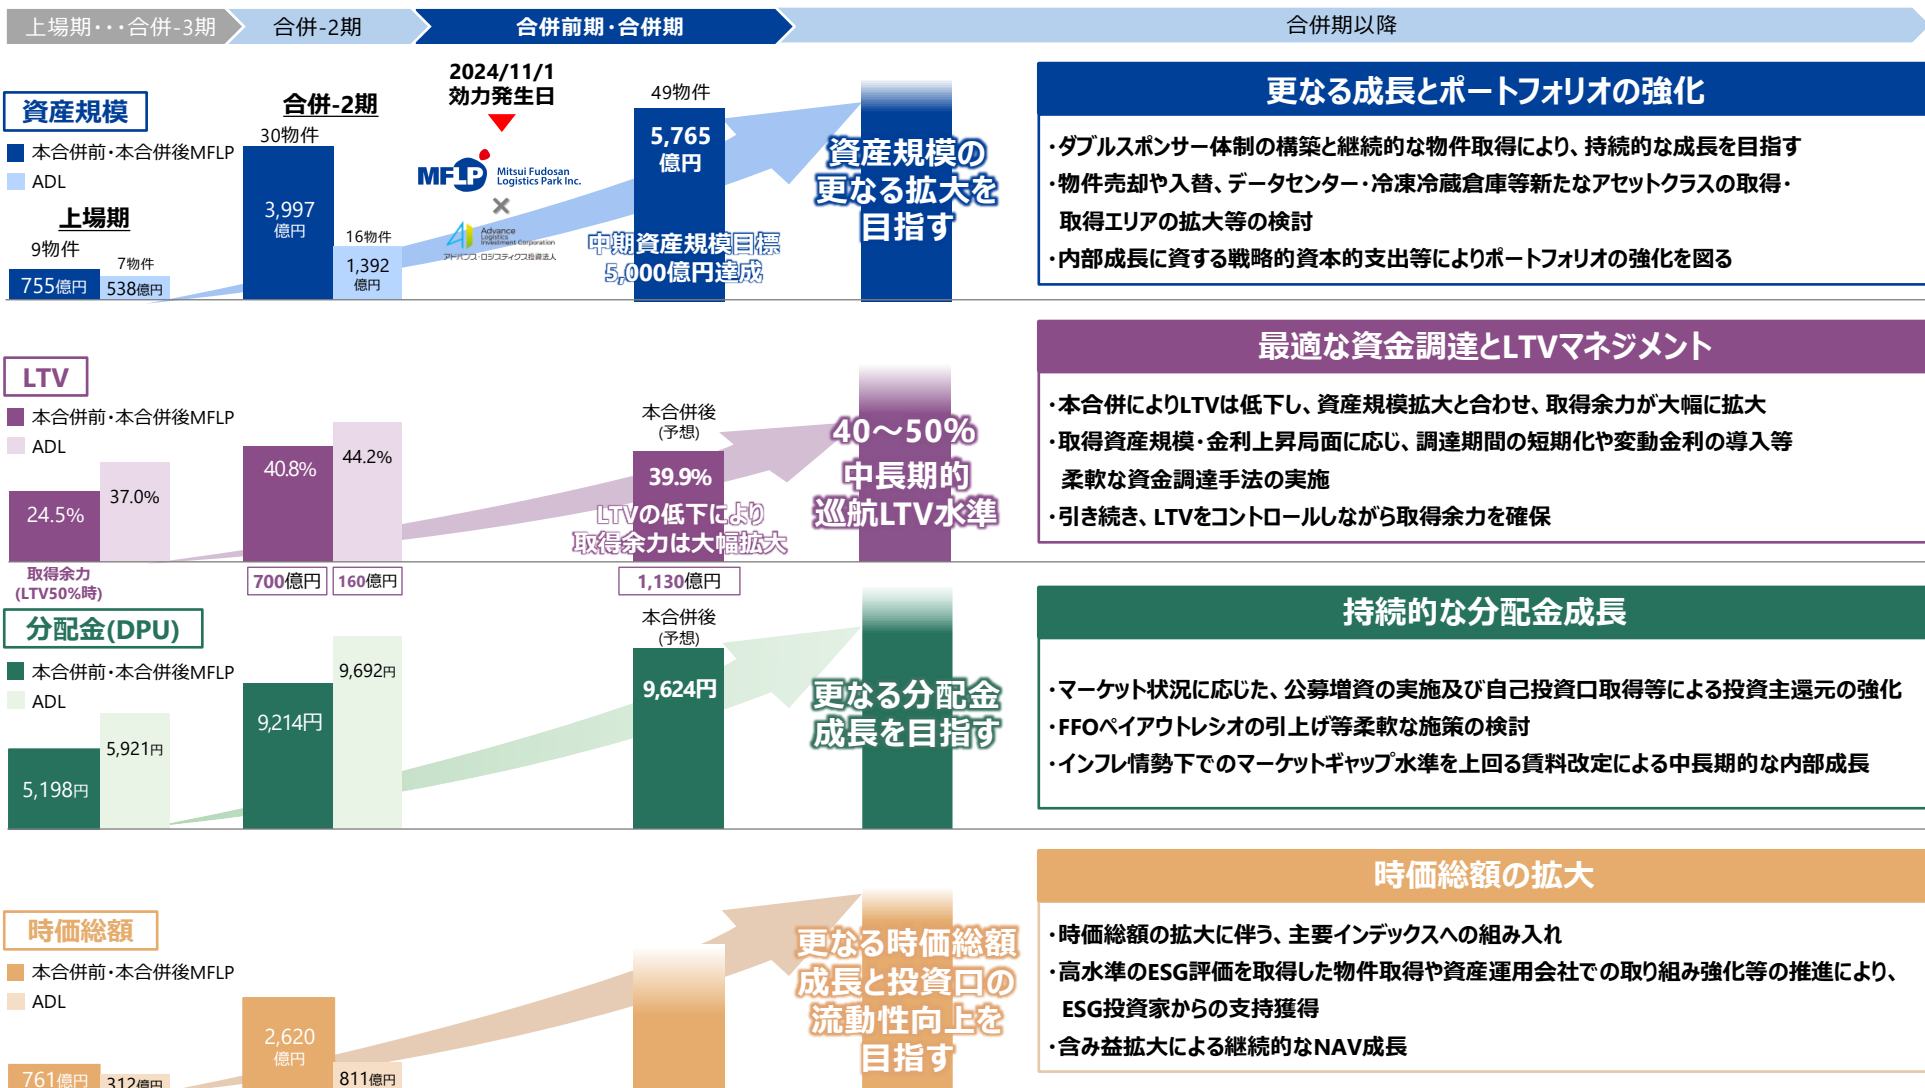 上場期・・・合併-3期
合併-2期
合併前期・合併期
合併期以降
資産規模
本合併前・本合併後MFLP
ADL
上場期
9物件
7物件
755億円
538億円
合併-2期
30物件
3,997
億円
16物件
1,392
億円
2024/11/1
効力発生日
MFLP
Mitsui Fudosan
Logistics Park Inc.
×
Advance
Logistics
Investment Corporation
アドバンス・ロジスティクス投資法人
49物件
5,765
億円
中期資産規模目標
5,000億円達成
資産規模の
更なる拡大を
目指す
更なる成長とポートフォリオの強化
・ダブルスポンサー体制の構築と継続的な物件取得により、持続的な成長を目指す
・物件売却や入替、データセンター・冷凍冷蔵倉庫等新たなアセットクラスの取得・
取得エリアの拡大等の検討
・内部成長に資する戦略的資本的支出等によりポートフォリオの強化を図る
LTV
本合併前・本合併後MFLP
ADL
24.5%
37.0%
40.8%
44.2%
本合併後
(予想)
39.9%
LTVの低下により
取得余力は大幅拡大
40～50%
中長期的
巡航LTV水準
取得余力
(LTV50%時)
700億円
160億円
1,130億円
最適な資金調達とLTVマネジメント
・本合併によりLTVは低下し、資産規模拡大と合わせ、取得余力が大幅に拡大
・取得資産規模・金利上昇局面に応じ、調達期間の短期化や変動金利の導入等
柔軟な資金調達手法の実施
・引き続き、LTVをコントロールしながら取得余力を確保
分配金(DPU)
本合併前・本合併後MFLP
ADL
5,198円
5,921円
9,214円
9,692円
本合併後
(予想)
9,624円
更なる分配金
成長を目指す
持続的な分配金成長
・マーケット状況に応じた、公募増資の実施及び自己投資口取得等による投資主還元の強化
・FFOペイアウトレシオの引上げ等柔軟な施策の検討
・インフレ情勢下でのマーケットギャップ水準を上回る賃料改定による中長期的な内部成長
時価総額
本合併前・本合併後MFLP
ADL
761億円
312億円
2,620
億円
811億円
更なる時価総額
成長と投資口の
流動性向上を
目指す
時価総額の拡大
・時価総額の拡大に伴う、主要インデックスへの組み入れ
・高水準のESG評価を取得した物件取得や資産運用会社での取り組み強化等の推進により、
ESG投資家からの支持獲得
・含み益拡大による継続的なNAV成長